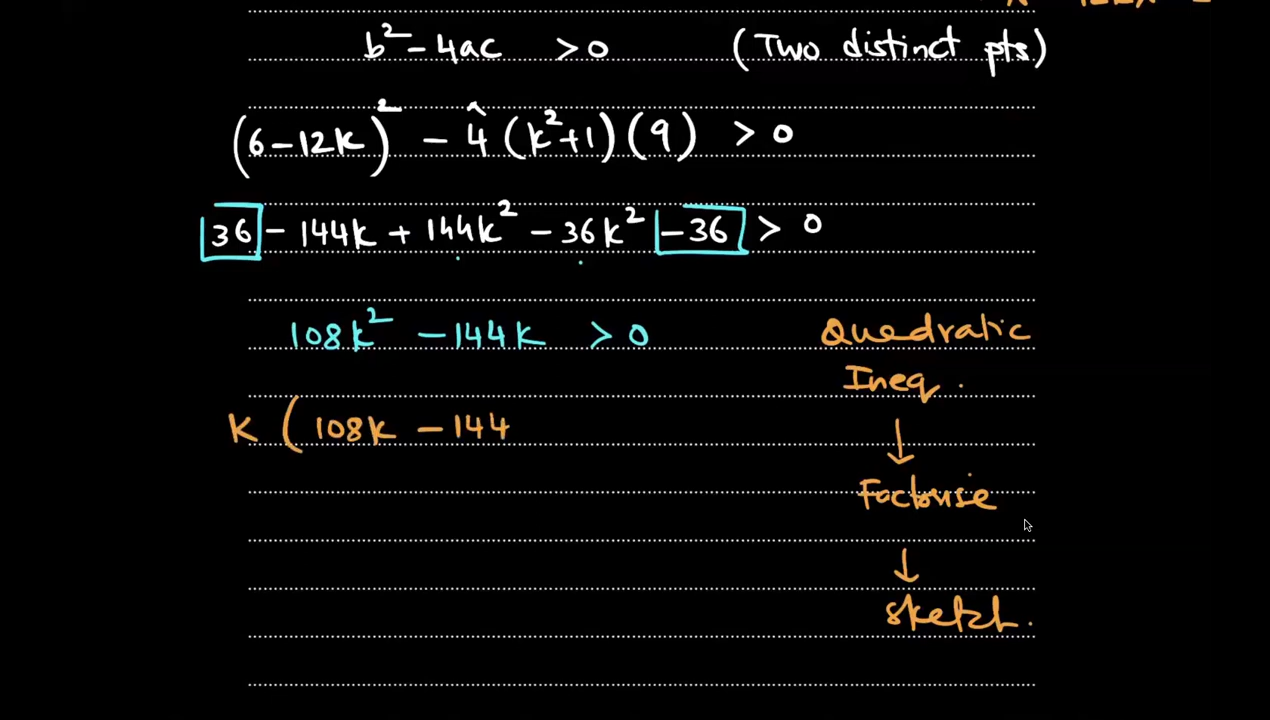 b² - 4ac > 0 (Two distinct pts)
(6-12k)² - 4(k²+1)(9) > 0
36 - 144k + 144k² - 36k² - 36 > 0
108k² - 144k > 0
Quadratic
Ineq.
k(108k - 144
↓
Factorise
↓
sketch.